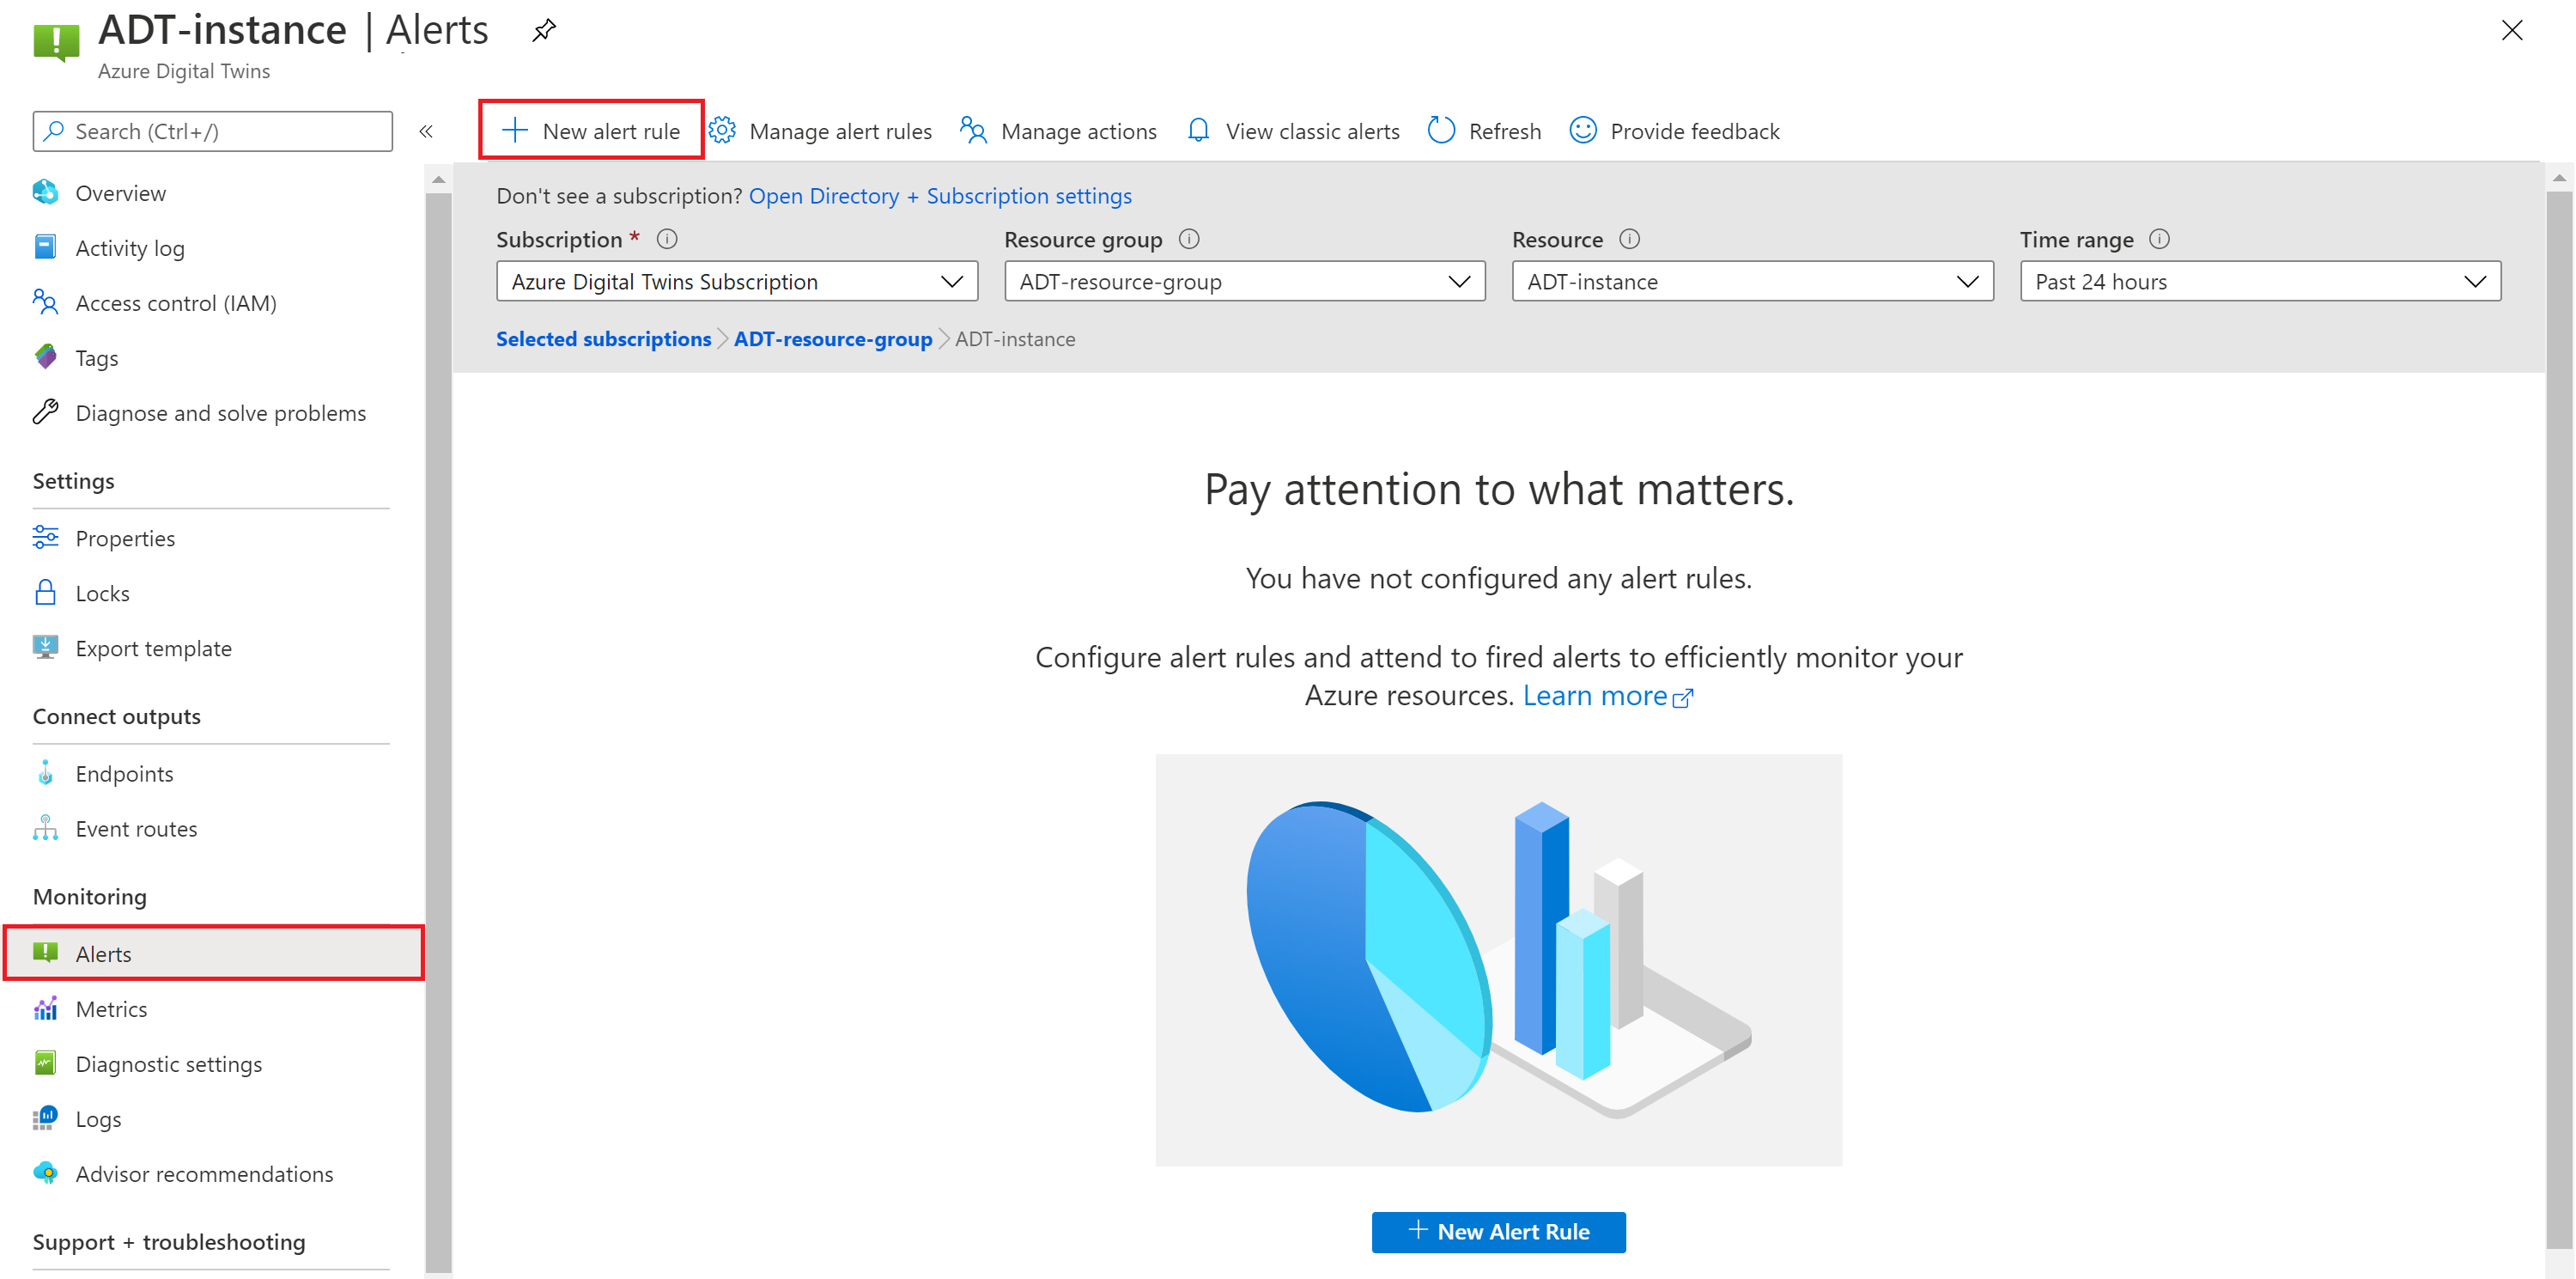 ADT-instance | Alerts
Azure Digital Twins
Search (Ctrl+/)
«
Overview
Activity log
Access control (IAM)
Tags
Diagnose and solve problems
Settings
Properties
Locks
Export template
Connect outputs
Endpoints
Event routes
Monitoring
Alerts
Metrics
Diagnostic settings
Logs
Advisor recommendations
Support + troubleshooting
New alert rule Manage alert rules Manage actions View classic alerts Refresh Provide feedback
Don't see a subscription? Open Directory + Subscription settings
Subscription * Resource group Resource Time range
Azure Digital Twins Subscription ADT-resource-group ADT-instance Past 24 hours
Selected subscriptions > ADT-resource-group > ADT-instance
Pay attention to what matters.
You have not configured any alert rules.
Configure alert rules and attend to fired alerts to efficiently monitor your
Azure resources. Learn more
+ New Alert Rule